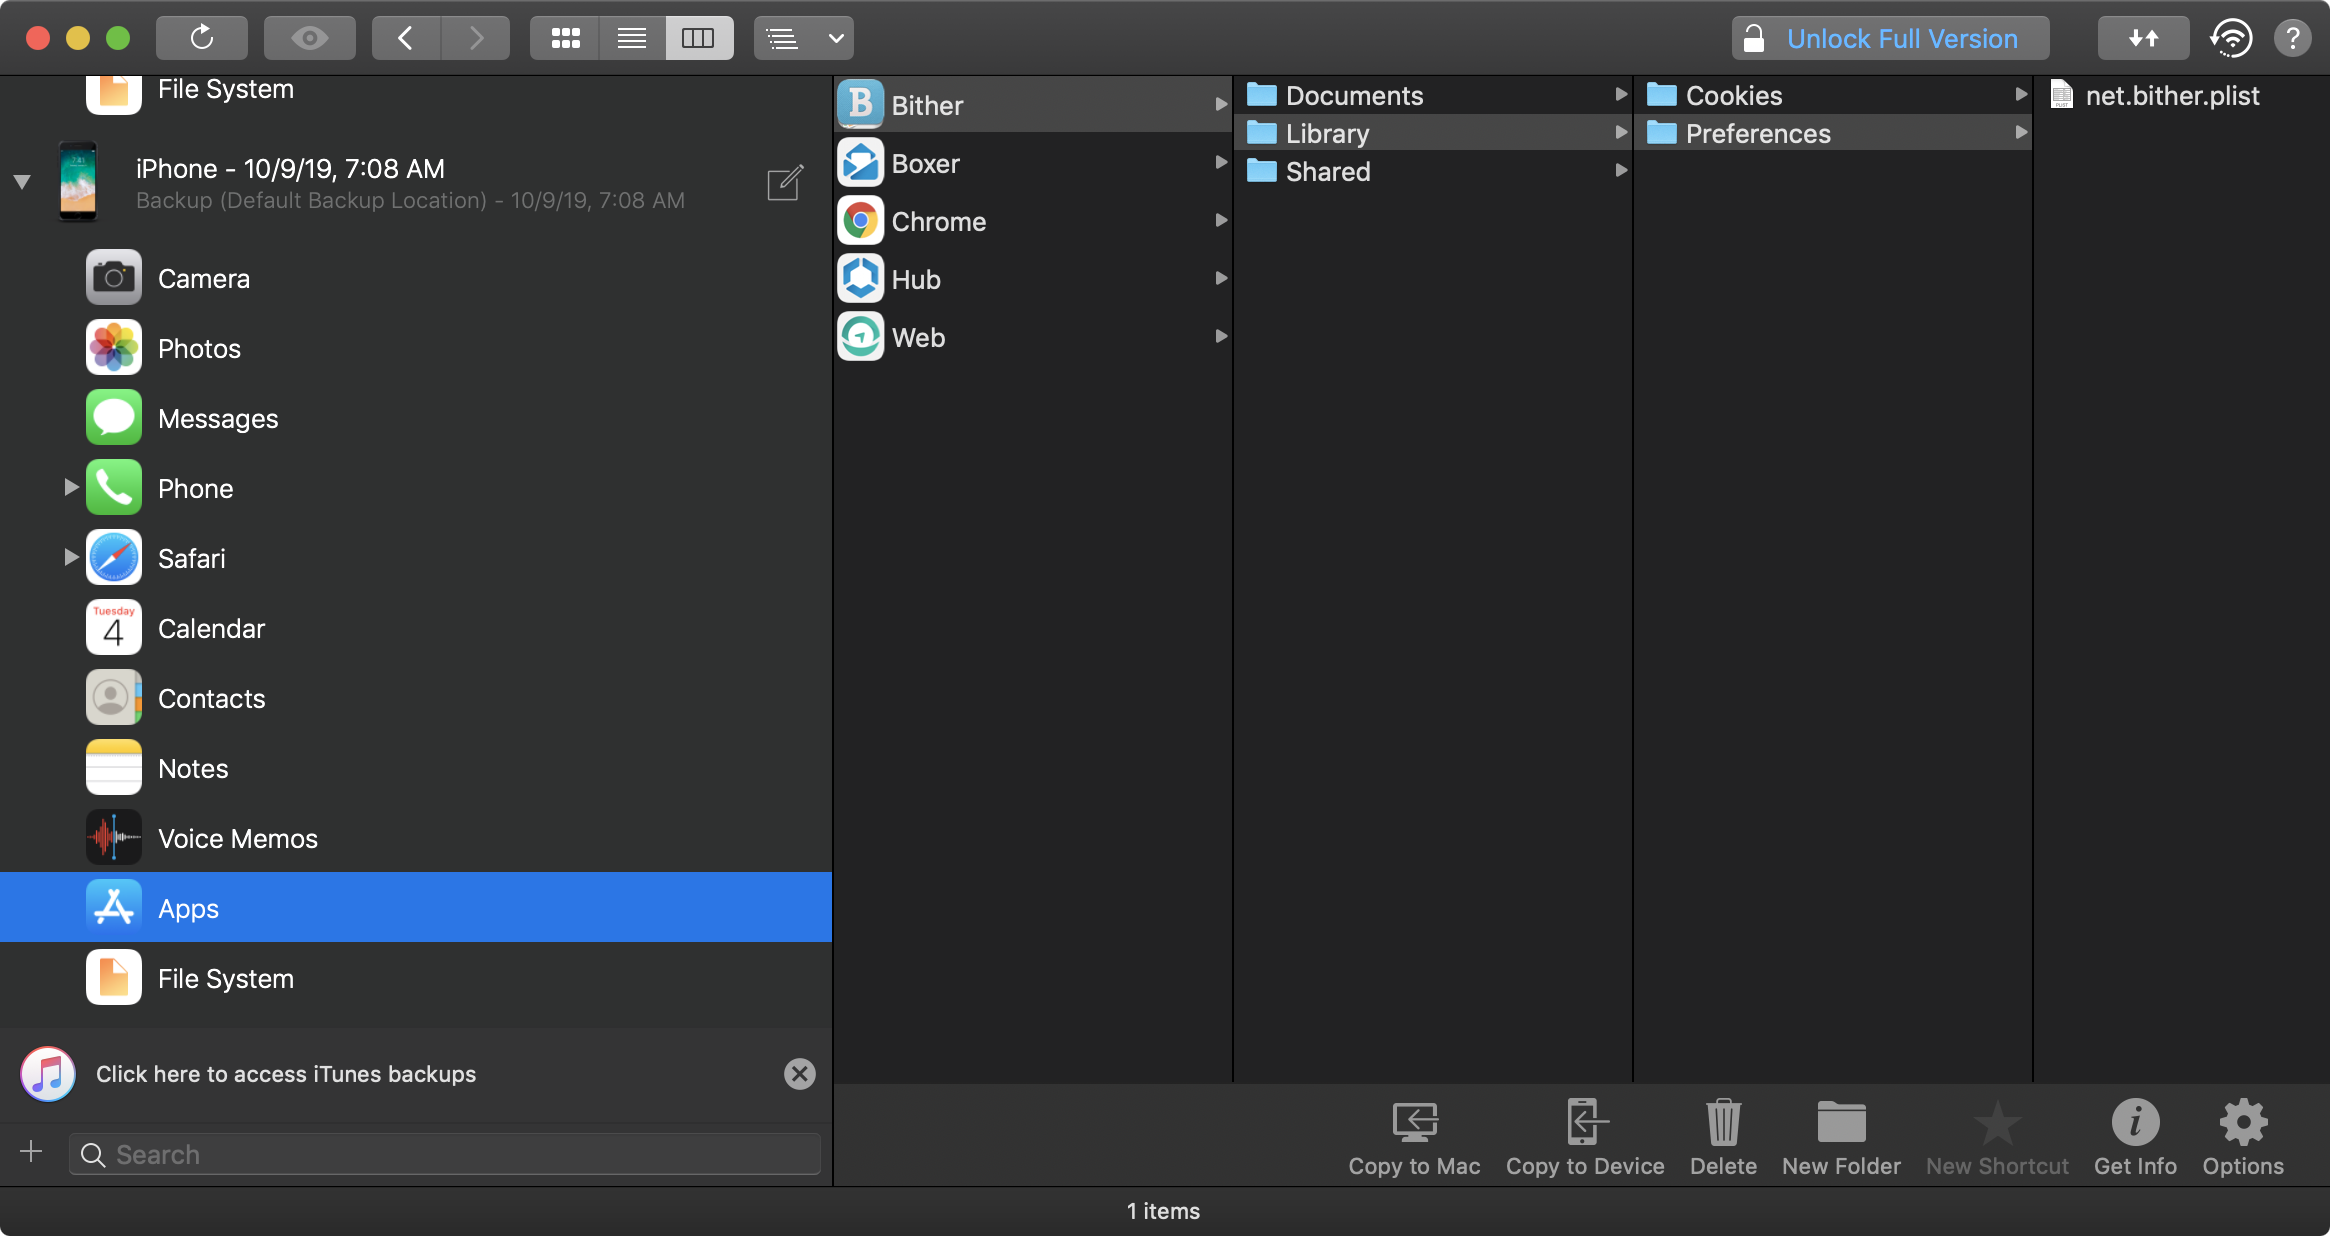 Unlock Full Version
?
File System
iPhone - 10/9/19, 7:08 AM
Backup (Default Backup Location) - 10/9/19, 7:08 AM
Camera
Photos
Messages
Phone
Safari
Tuesday
4
Calendar
Contacts
Notes
Voice Memos
Apps
File System
Click here to access iTunes backups
Search
B
Bither
Boxer
Chrome
Hub
Web
Documents
Library
Shared
Cookies
Preferences
net.bither.plist
Copy to Mac
Copy to Device
Delete
New Folder
New Shortcut
Get Info
Options
1 items